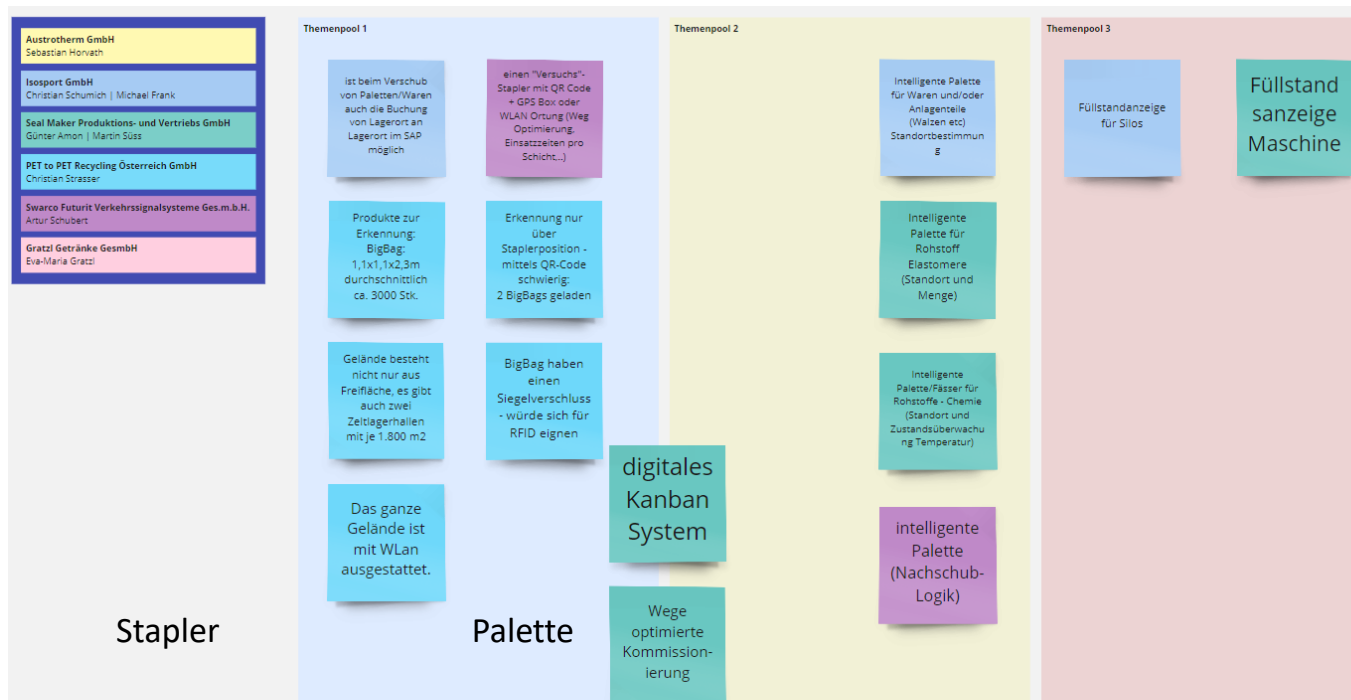 Austrotherm GmbH
Sebastian Horvath
Isosport GmbH
Christian Schumich | Michael Frank
Seal Maker Produktions- und Vertriebs GmbH
Günter Amon | Martin Süss
PET to PET Recycling Österreich GmbH
Christian Strasser
Swarco Futurit Verkehrssignalsysteme Ges.m.b.H.
Artur Schubert
Gratzl Getränke GesmbH
Eva-Maria Gratzl
Themenpool 1
ist beim Verschub
von Paletten/Waren
auch die Buchung
von Lagerort an
Lagerort im SAP
möglich
einen "Versuchs"-
Stapler mit QR Code
+ GPS Box oder
WLAN Ortung (Weg
Optimierung,
Einsatzzeiten pro
Schicht...)
Produkte zur
Erkennung:
BigBag:
1,1x1,1x2,3m
durchschnittlich
ca. 3000 Stk.
Erkennung nur
über
Staplerposition -
mittels QR-Code
schwierig:
2 BigBags geladen
Gelände besteht
nicht nur aus
Freifläche, es gibt
auch zwei
Zeltlagerhallen
mit je 1.800 m2
BigBag haben
einen
Siegelverschluss
- würde sich für
RFID eignen
Das ganze
Gelände ist
mit WLan
ausgestattet.
digitales
Kanban
System
Wege
optimierte
Kommission-
ierung
Stapler
Palette
Themenpool 2
Intelligente Palette
für Waren und/oder
Anlagenteile
(Walzen etc)
Standortbestimmun
g
Intelligente
Palette für
Rohstoff
Elastomere
(Standort und
Menge)
Intelligente
Palette/Fässer für
Rohstoffe - Chemie
(Standort und
Zustandsüberwachu
ng Temperatur)
intelligente
Palette
(Nachschub-
Logik)
Themenpool 3
Füllstandanzeige
für Silos
Füllstand
sanzeige
Maschine